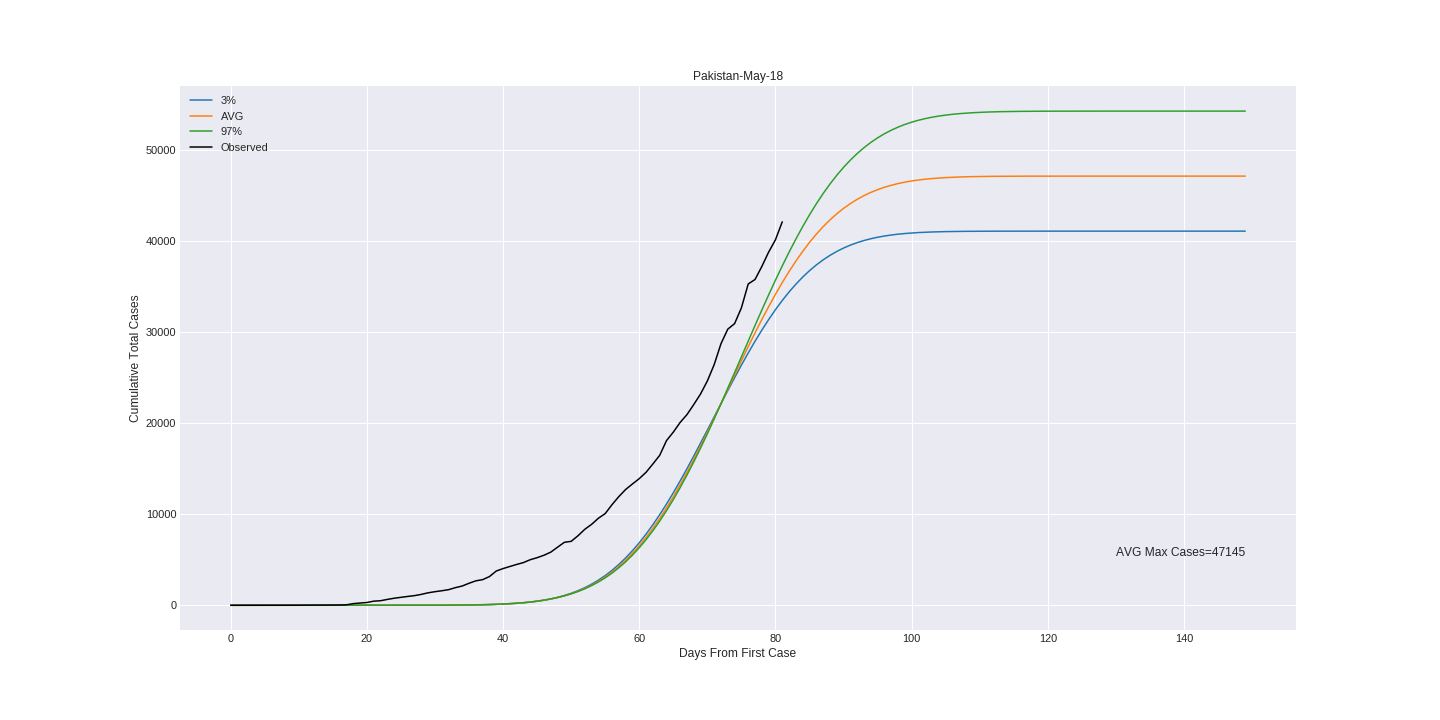 Pakistan-May-18
3%
AVG
97%
Observed
50000
40000
30000
20000
10000
0
Cumulative Total Cases
AVG Max Cases=47145
0 20 40 60 80 100 120 140
Days From First Case